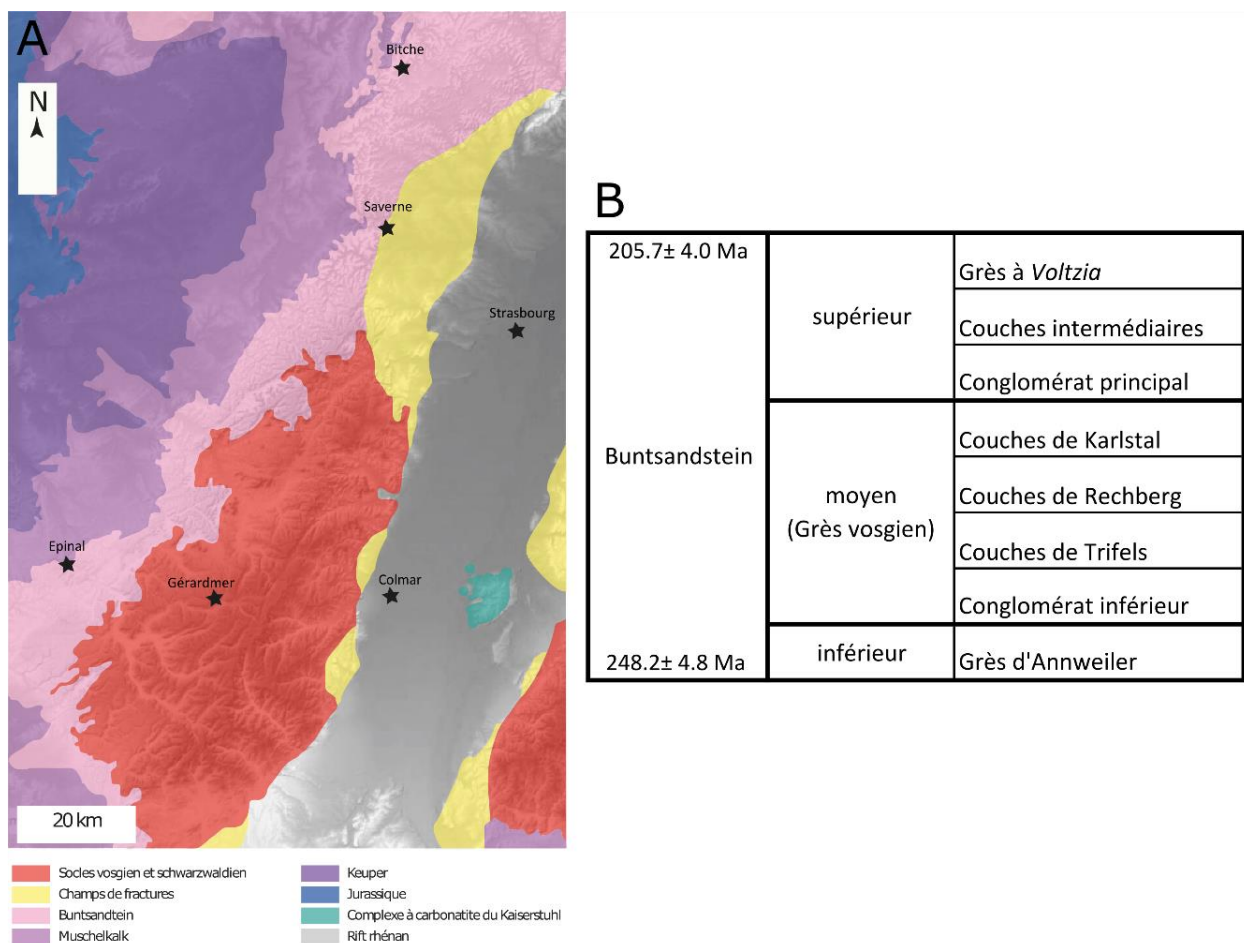 A
N
Bitche
Saverne
Strasbourg
Epinal
Gérardmer
Colmar
20 km
Socles vosgien et schwarzwaldien
Champs de fractures
Buntsandtein
Muschelkalk
Keuper
Jurassique
Complexe à carbonatite du Kaiserstuhl
Rift rhénan
B
205.7± 4.0 Ma
Buntsandstein
248.2± 4.8 Ma
supérieur
Grès à Voltzia
Couches intermédiaires
Conglomérat principal
moyen
(Grès vosgien)
Couches de Karlstal
Couches de Rechberg
Couches de Trifels
Conglomérat inférieur
inférieur
Grès d'Annweiler